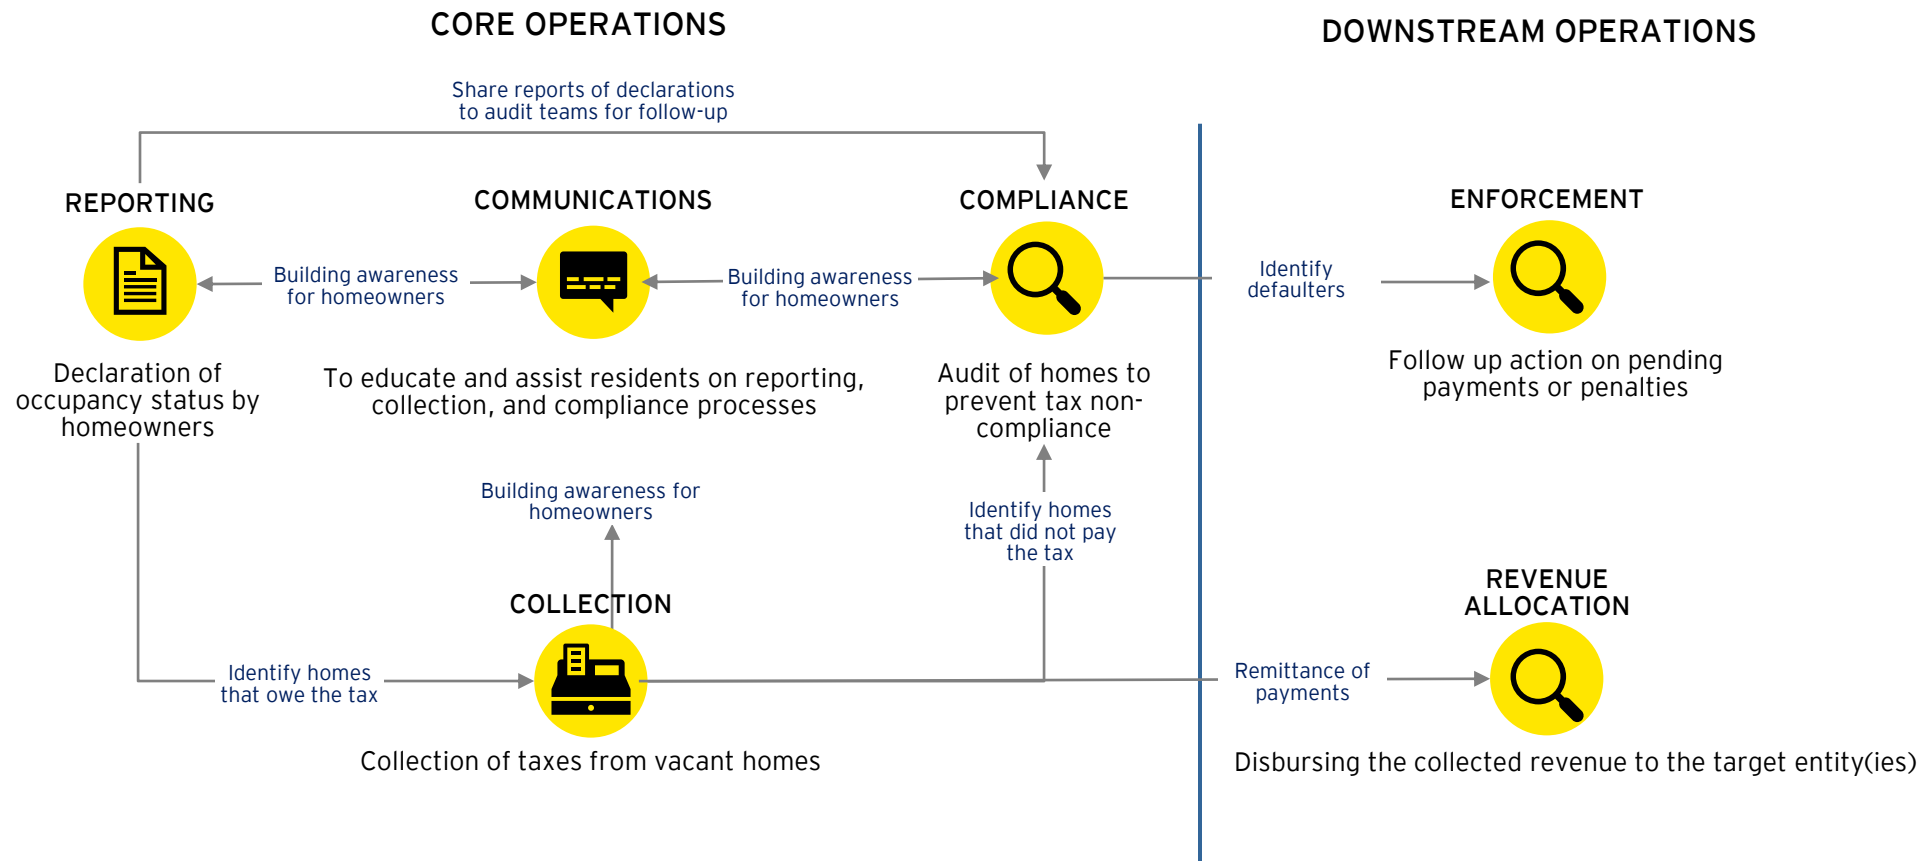 CORE OPERATIONS
DOWNSTREAM OPERATIONS
Share reports of declarations
to audit teams for follow-up
REPORTING
COMMUNICATIONS
COMPLIANCE
ENFORCEMENT
Building awareness
for homeowners
Building awareness
for homeowners
Identify
defaulters
Declaration of
occupancy status by
homeowners
To educate and assist residents on reporting,
collection, and compliance processes
Audit of homes to
prevent tax non-
compliance
Follow up action on pending
payments or penalties
Building awareness for
homeowners
Identify homes
that did not pay
the tax
COLLECTION
REVENUE
ALLOCATION
Identify homes
that owe the tax
Remittance of
payments
Collection of taxes from vacant homes
Disbursing the collected revenue to the target entity(ies)